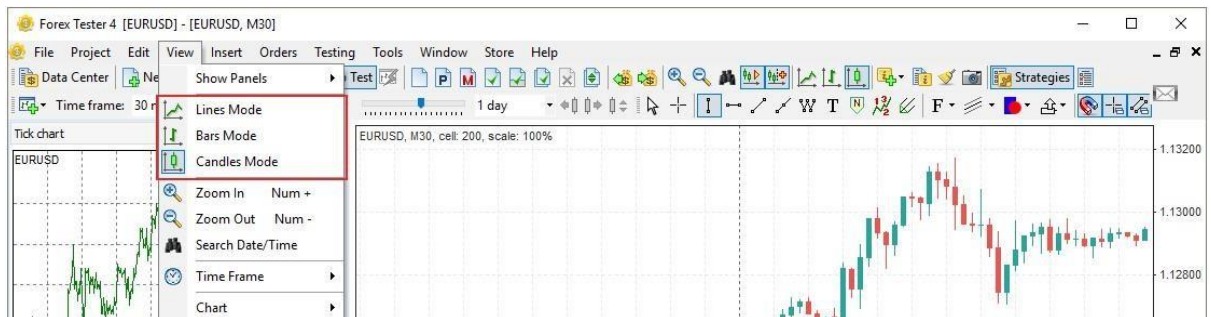 Forex Tester 4 [EURUSD] - [EURUSD, M30]
File Project Edit View Insert Orders Testing Tools Window Store Help
Data Center Ne Show Panels Test P M Strategies
Time frame: 30 Lines Mode 1 day W T N F
Tick chart Bars Mode EURUSD, M30, cell: 200, scale: 100%
EURUSD Candles Mode 1.13200
Zoom In Num +
Zoom Out Num - 1.13000
Search Date/Time
Time Frame 1.12800
Chart